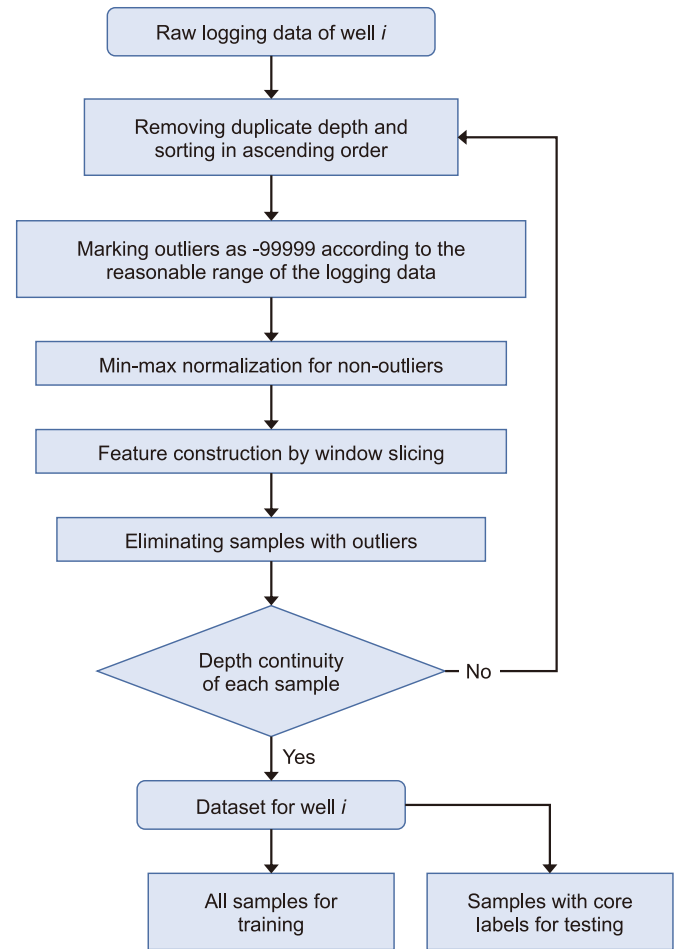 Raw logging data of well i
Removing duplicate depth and
sorting in ascending order
Marking outliers as -99999 according to the
reasonable range of the logging data
Min-max normalization for non-outliers
Feature construction by window slicing
Eliminating samples with outliers
Depth continuity
of each sample
No
Yes
Dataset for well i
All samples for
training
Samples with core
labels for testing